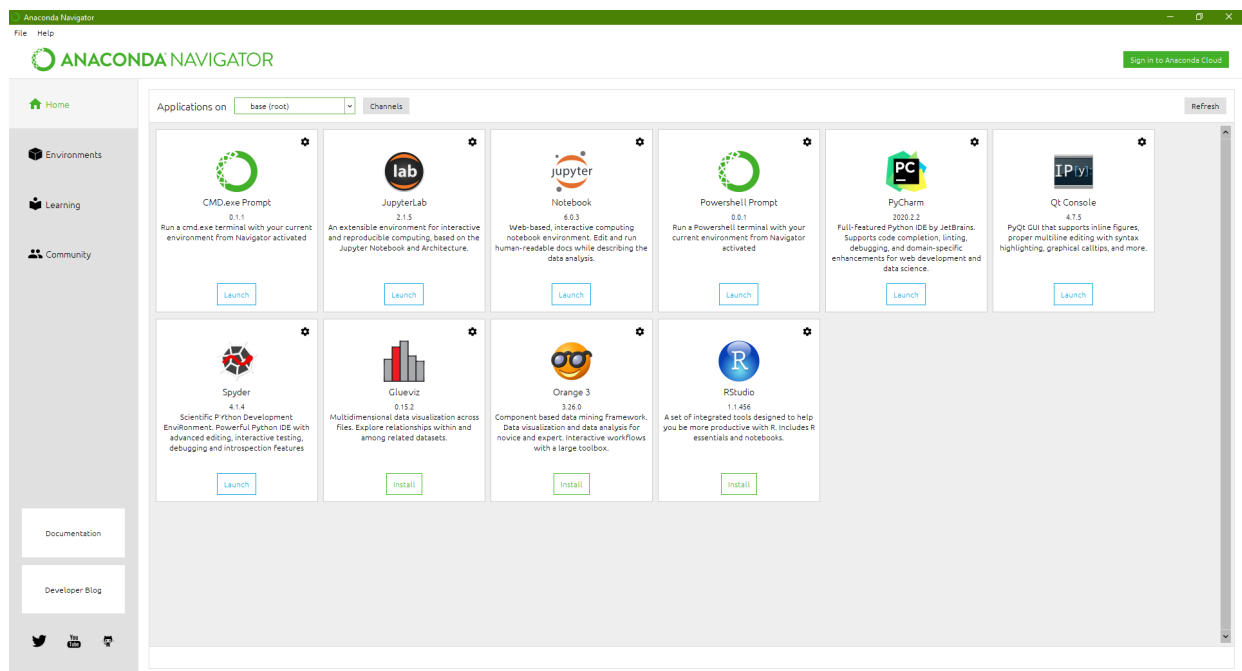 Anaconda Navigator
File Help
ANACONDA NAVIGATOR
Sign in to Anaconda Cloud
Home
Environments
Learning
Community
Documentation
Developer Blog
You
Tube
Applications on base (root) Channels
Refresh
CMD.exe Prompt
0.1.1
Run a cmd.exe terminal with your current
environment from Navigator activated
Launch
lab
JupyterLab
2.1.5
An extensible environment for interactive
and reproducible computing, based on the
Jupyter Notebook and Architecture.
Launch
jupyter
Notebook
6.0.3
Web-based, interactive computing
notebook environment. Edit and run
human-readable docs while describing the
data analysis.
Launch
Powershell Prompt
0.0.1
Run a Powershell terminal with your
current environment from Navigator
activated
Launch
PC
PyCharm
2020.2.2
Full-featured Python IDE by JetBrains.
Supports code completion, linting,
debugging, and domain-specific
enhancements for web development and
data science.
Launch
IP[y]:
Qt Console
4.7.5
PyQt GUI that supports inline figures,
proper multiline editing with syntax
highlighting, graphical calltips, and more.
Launch
Spyder
4.1.4
Scientific PYthon Development
EnviRonment. Powerful Python IDE with
advanced editing, interactive testing,
debugging and introspection features
Launch
Glueviz
0.15.2
Multidimensional data visualization across
files. Explore relationships within and
among related datasets.
Install
Orange 3
3.26.0
Component based data mining framework.
Data visualization and data analysis for
novice and expert. Interactive workflows
with a large toolbox.
Install
R
RStudio
1.1.456
A set of integrated tools designed to help
you be more productive with R. Includes R
essentials and notebooks.
Install